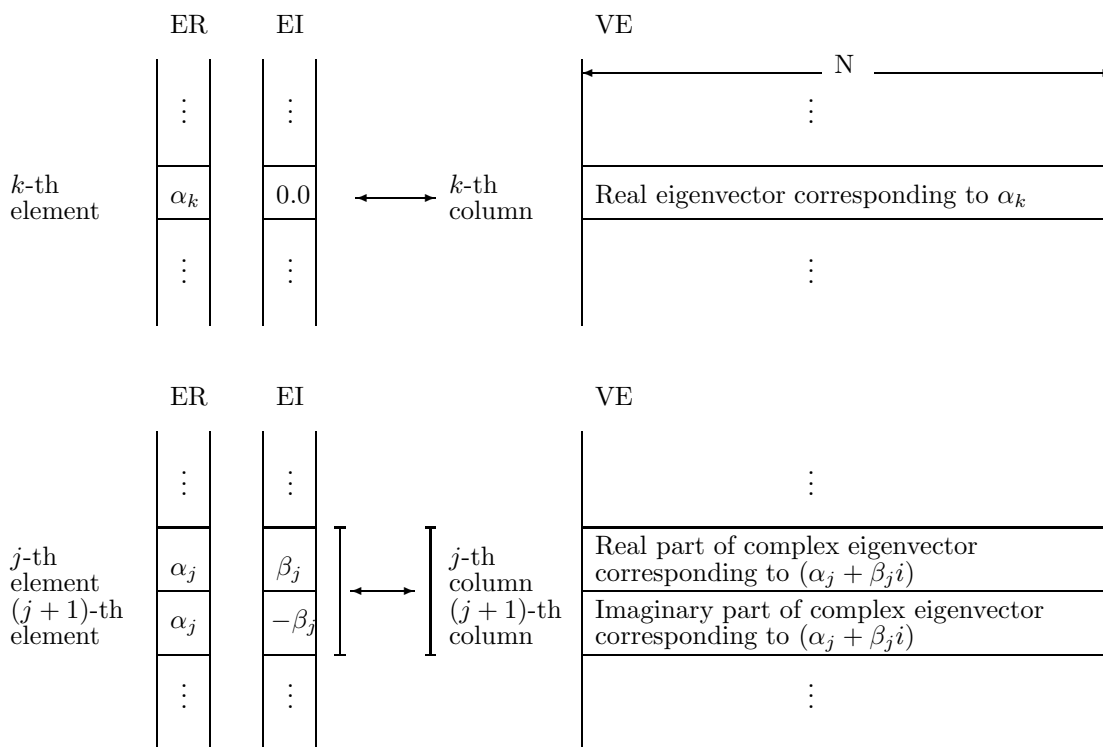 ER EI VE
N
⋮ ⋮ ⋮
k-th element α_k 0.0 k-th column Real eigenvector corresponding to α_k
⋮ ⋮ ⋮
ER EI VE
⋮ ⋮ ⋮
j-th element α_j β_j j-th column Real part of complex eigenvector
corresponding to (α_j + β_j i)
(j + 1)-th element α_j −β_j (j + 1)-th column Imaginary part of complex eigenvector
corresponding to (α_j + β_j i)
⋮ ⋮ ⋮